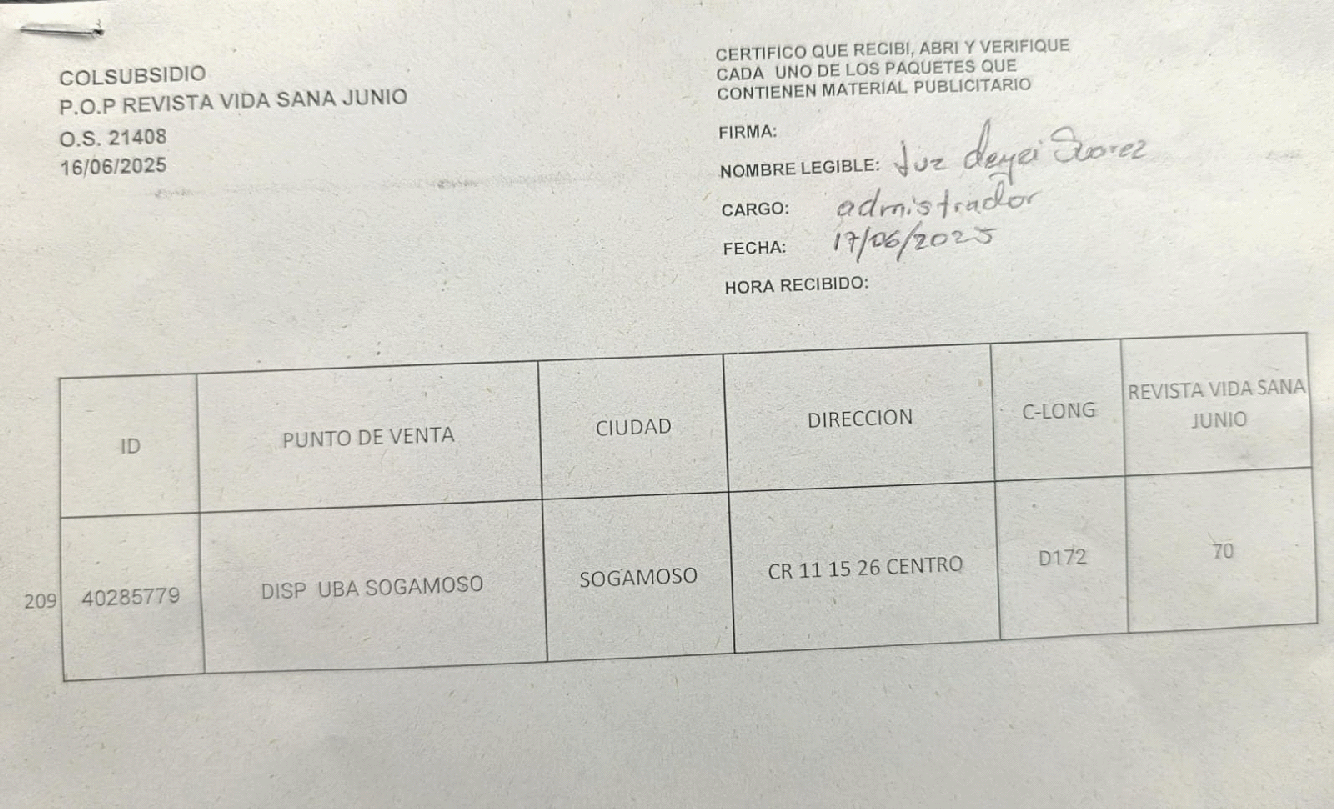 COLSUBSIDIO
P.O.P REVISTA VIDA SANA JUNIO
O.S. 21408
16/06/2025
CERTIFICO QUE RECIBI, ABRI Y VERIFIQUE
CADA UNO DE LOS PAQUETES QUE
CONTIENEN MATERIAL PUBLICITARIO
FIRMA:
NOMBRE LEGIBLE: Luz deyci Suarez
CARGO: admistrador
FECHA: 17/06/2025
HORA RECIBIDO:
ID PUNTO DE VENTA CIUDAD DIRECCION C-LONG REVISTA VIDA SANA
JUNIO
209 40285779 DISP UBA SOGAMOSO SOGAMOSO CR 11 15 26 CENTRO D172 70